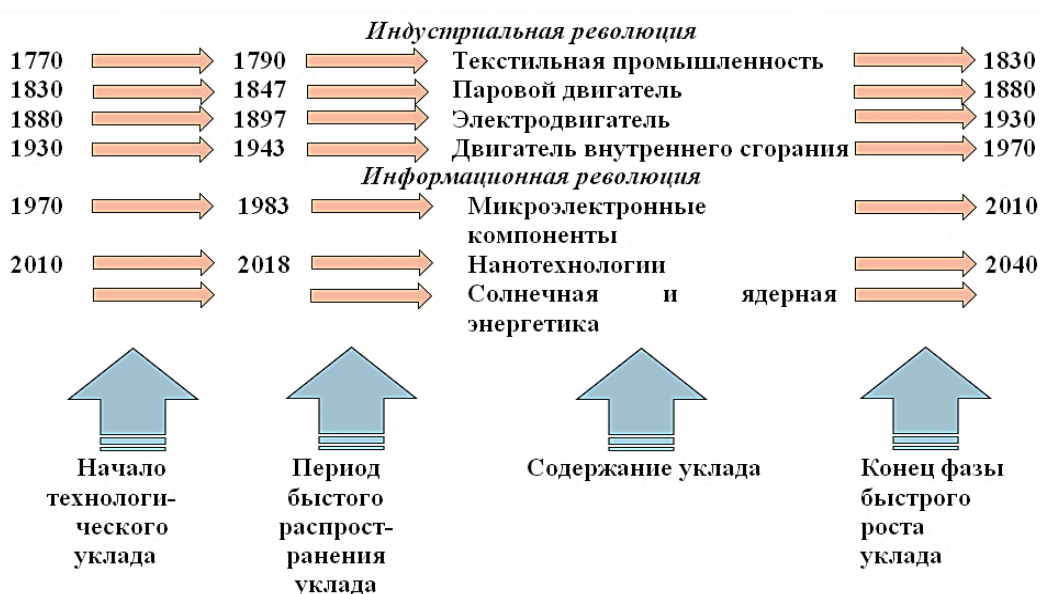 Индустриальная революция
1770 1790 Текстильная промышленность 1830
1830 1847 Паровой двигатель 1880
1880 1897 Электродвигатель 1930
1930 1943 Двигатель внутреннего сгорания 1970
Информационная революция
1970 1983 Микроэлектронные 2010
компоненты
2010 2018 Нанотехнологии 2040
Солнечная и ядерная
энергетика
Начало
технологи-
ческого
уклада
Период
быстого
распрост-
ранения
уклада
Содержание уклада
Конец фазы
быстрого
роста
уклада